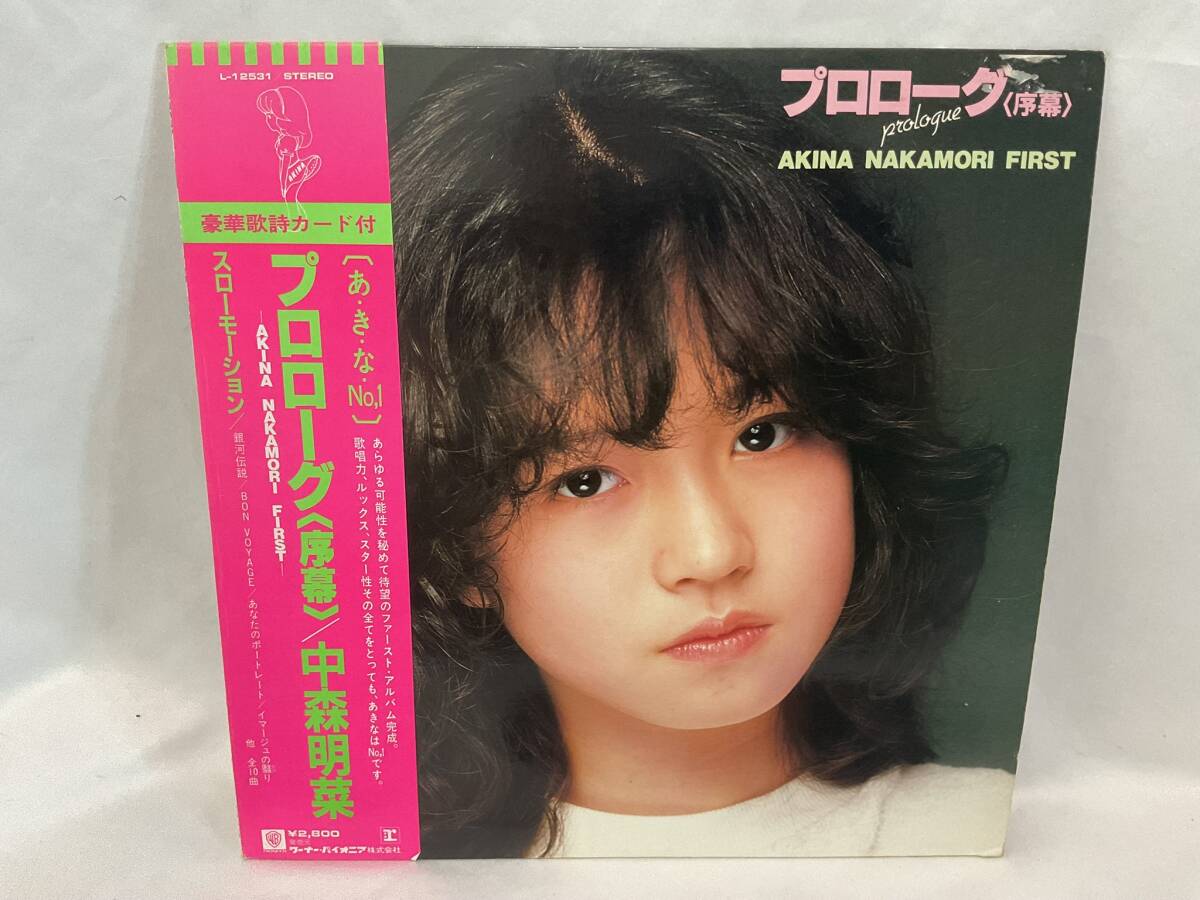 L-12531/STEREO
AKINA
豪華歌詩カード付
[あ・き・な・No,1]
あらゆる可能性を秘めて待望のファースト・アルバム完成。
歌唱力、ルックス、スター性その全てをとっても、あきなはNo,1です。
プロローグ〈序幕〉/中森明菜
—AKINA NAKAMORI FIRST—
スローモーション/銀河伝説/BON VOYAGE/あなたのポートレート/イマージュの翳り
他 全10曲
¥2,800
発売元
ワーナー・パイオニア株式会社
プロローグ〈序幕〉
prologue
AKINA NAKAMORI FIRST